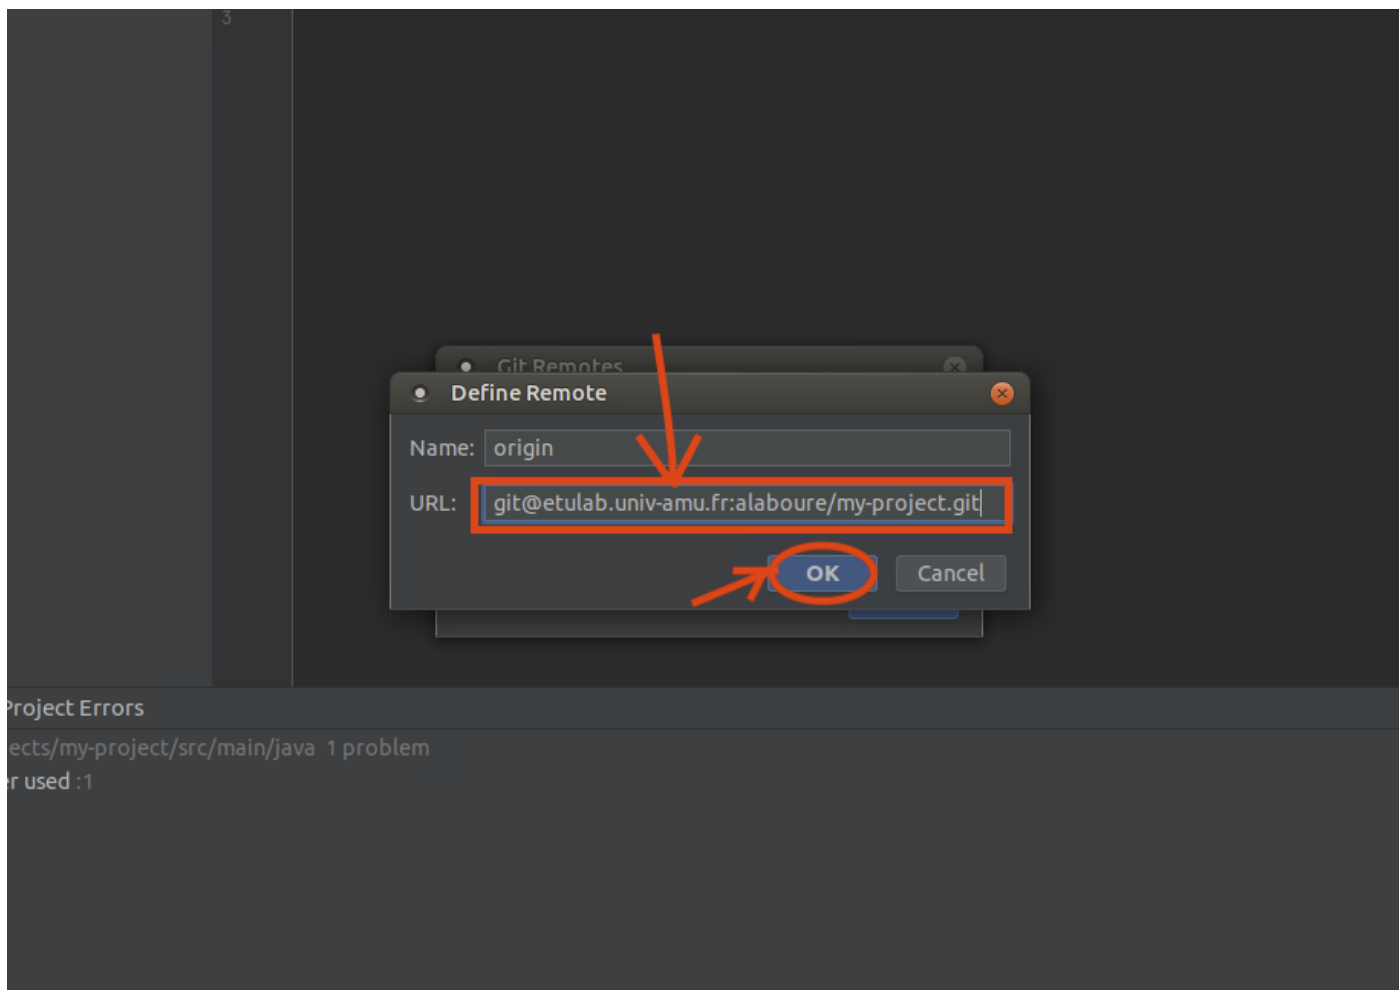 3
Git Remotes
Define Remote
Name: origin
URL: git@etulab.univ-amu.fr:alaboure/my-project.git
OK Cancel
Project Errors
ects/my-project/src/main/java 1 problem
er used :1